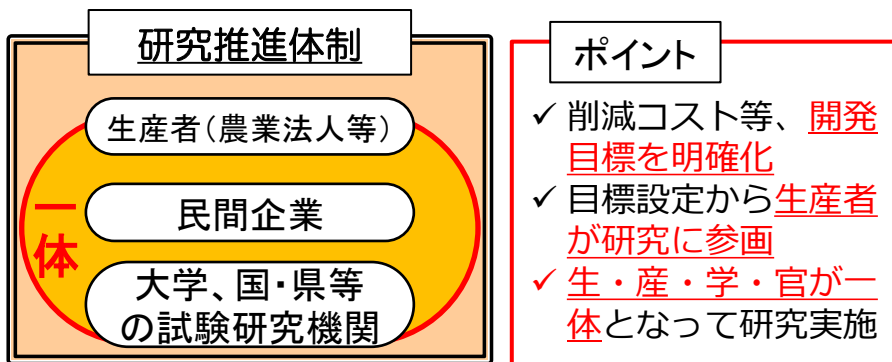 研究推進体制
生産者（農業法人等）
民間企業
大学、国・県等
の試験研究機関
一
体
ポイント
✓ 削減コスト等、開発
目標を明確化
✓ 目標設定から生産者
が研究に参画
✓ 生・産・学・官が一
体となって研究実施